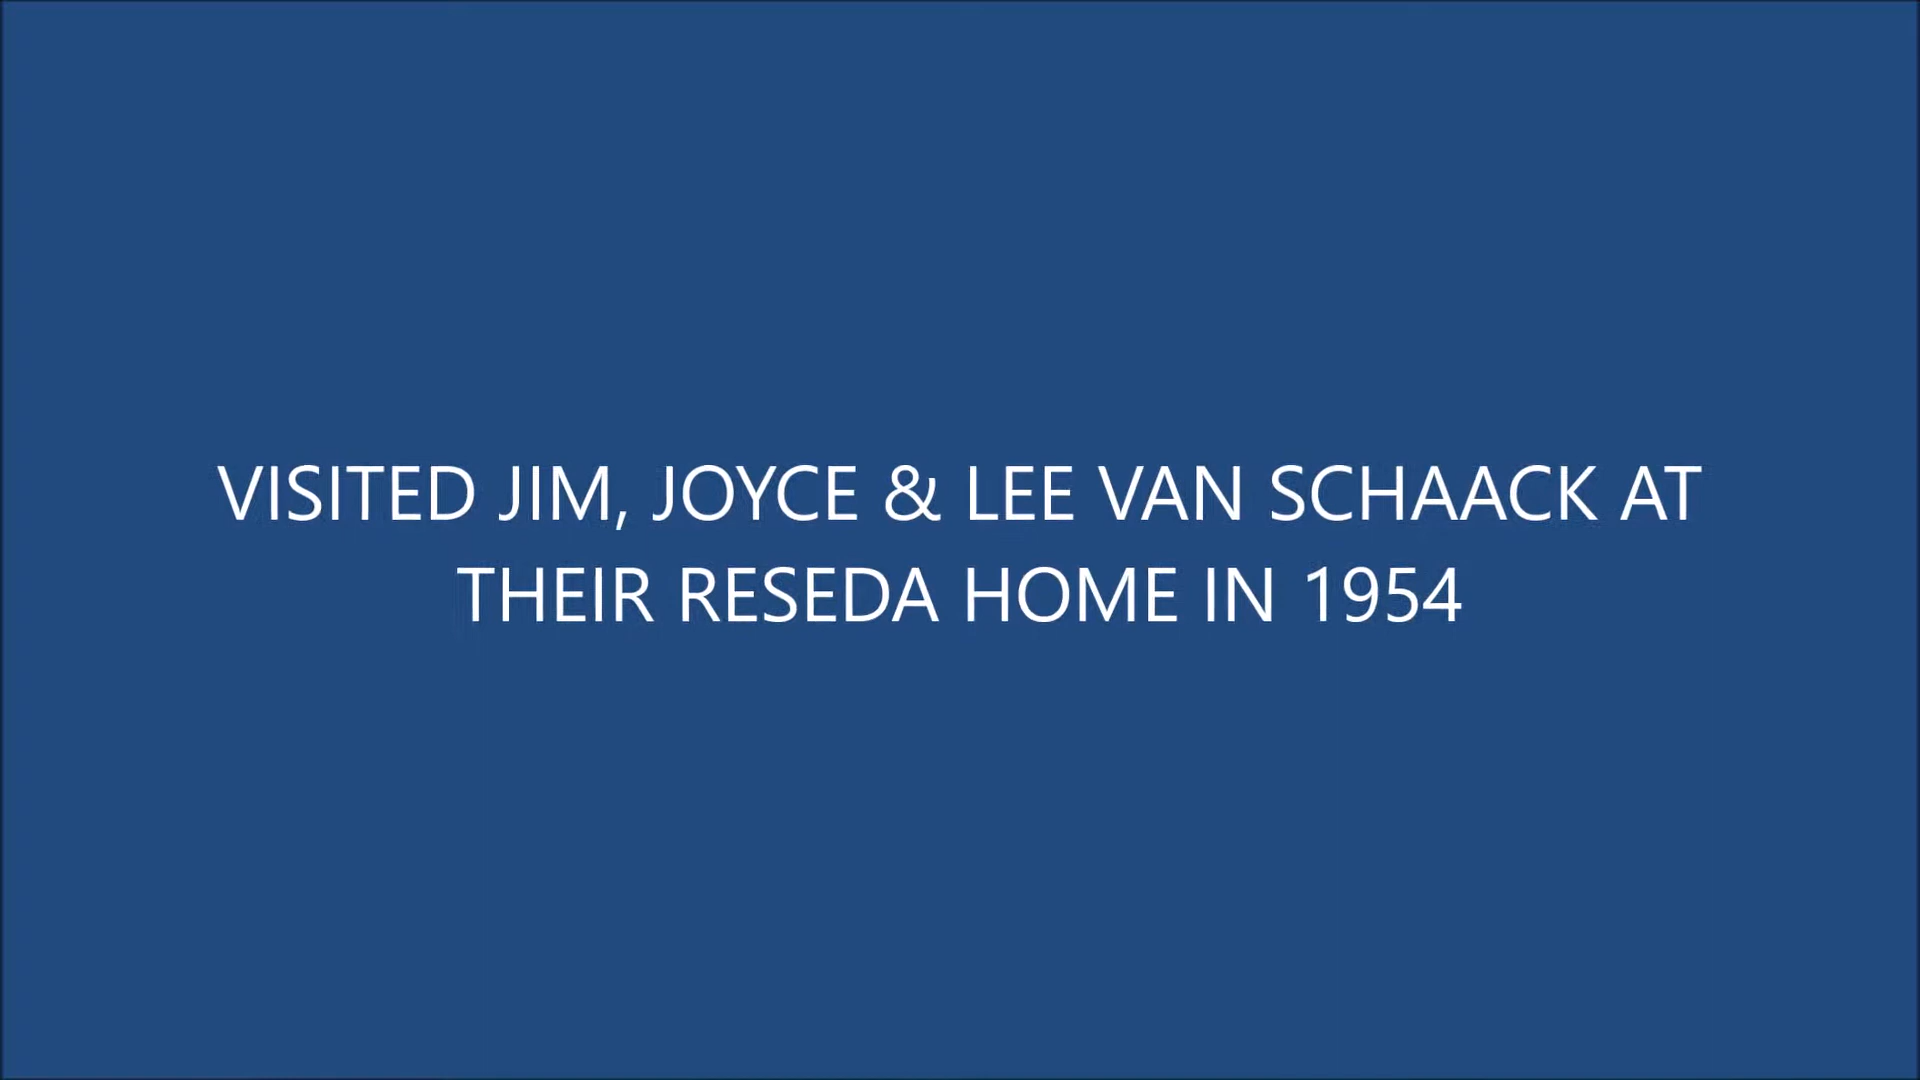 VISITED JIM, JOYCE & LEE VAN SCHAACK AT
THEIR RESEDA HOME IN 1954